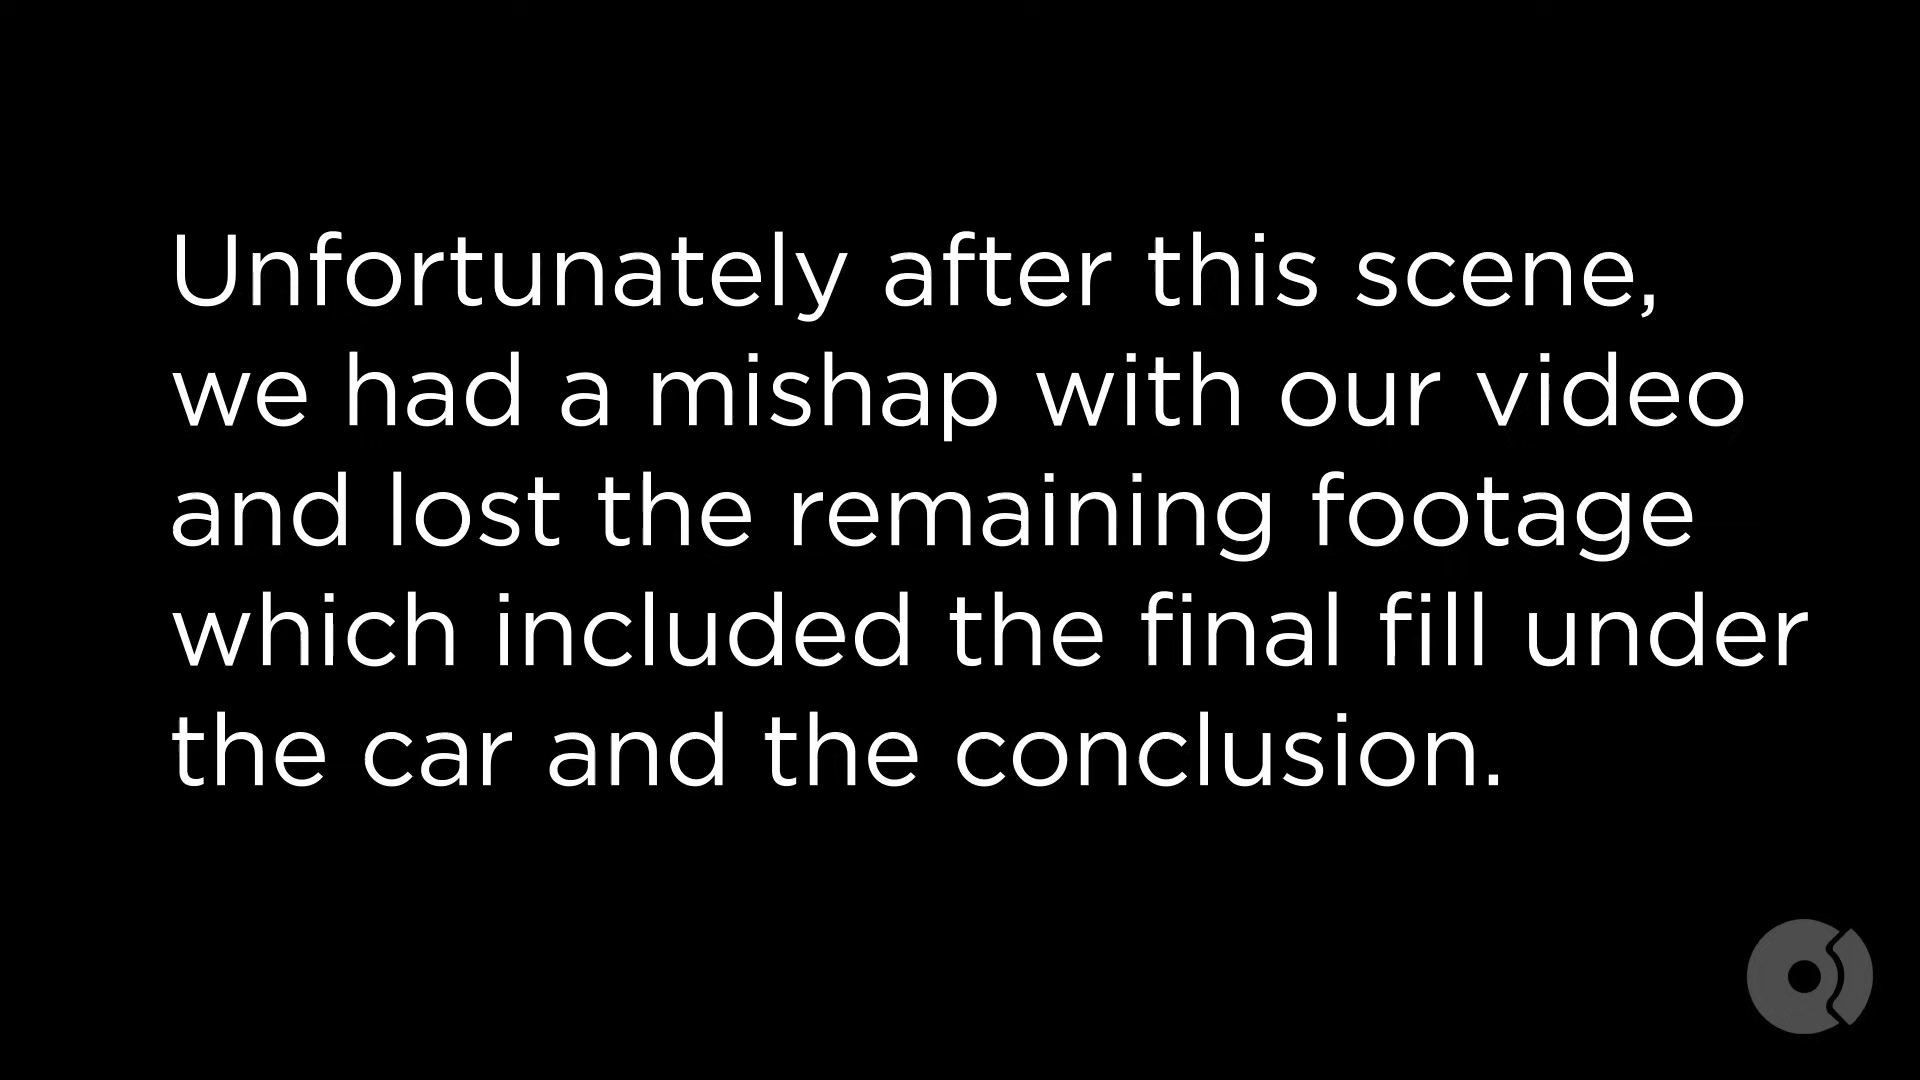 Unfortunately after this scene,
we had a mishap with our video
and lost the remaining footage
which included the final fill under
the car and the conclusion.